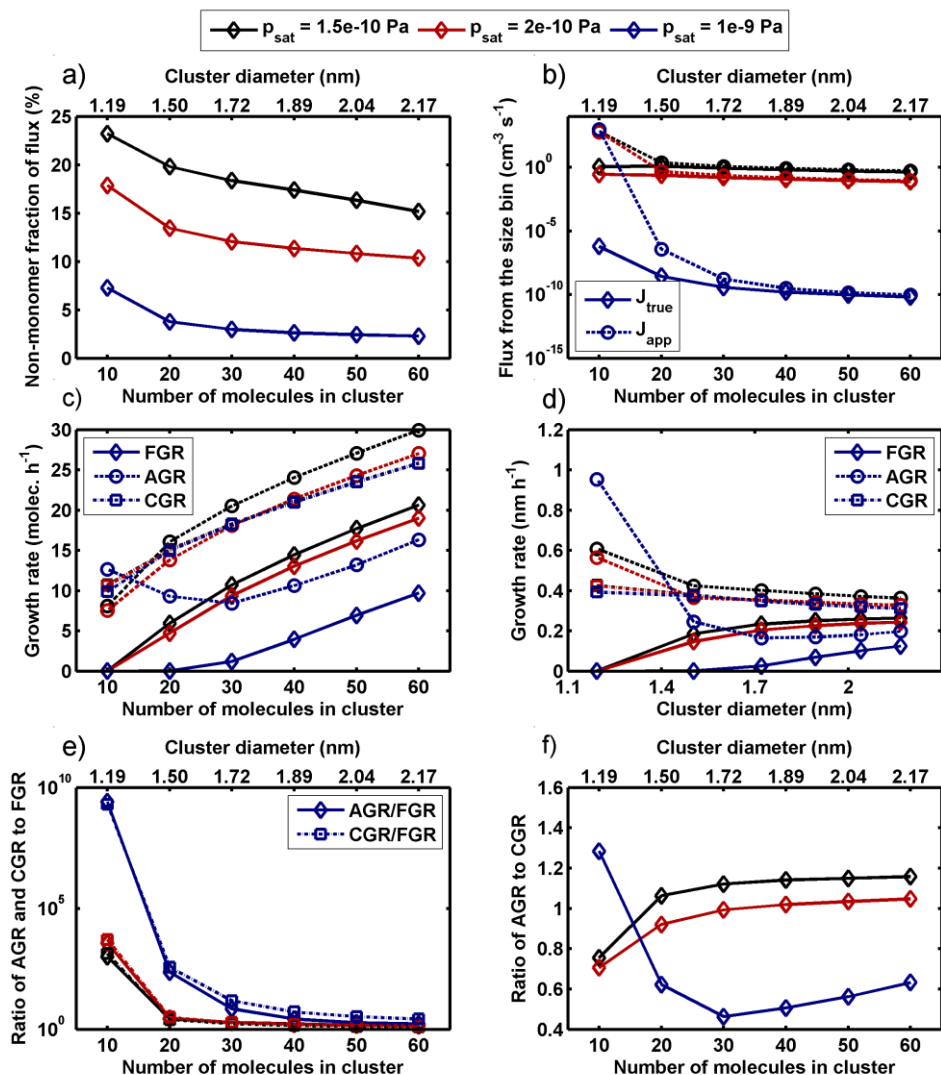 p_sat = 1.5e-10 Pa p_sat = 2e-10 Pa p_sat = 1e-9 Pa
a)
Cluster diameter (nm)
1.19 1.50 1.72 1.89 2.04 2.17
Non-monomer fraction of flux (%)
25
20
15
10
5
0
10 20 30 40 50 60
Number of molecules in cluster
b)
Cluster diameter (nm)
1.19 1.50 1.72 1.89 2.04 2.17
Flux from the size bin (cm^-3 s^-1)
10^0
10^-5
10^-10
10^-15
J_true
J_app
10 20 30 40 50 60
Number of molecules in cluster
c)
Growth rate (molec. h^-1)
30
25
20
15
10
5
0
FGR
AGR
CGR
10 20 30 40 50 60
Number of molecules in cluster
d)
Growth rate (nm h^-1)
1.2
1
0.8
0.6
0.4
0.2
0
FGR
AGR
CGR
1.1 1.4 1.7 2
Cluster diameter (nm)
e)
Cluster diameter (nm)
1.19 1.50 1.72 1.89 2.04 2.17
Ratio of AGR and CGR to FGR
10^10
10^5
10^0
AGR/FGR
CGR/FGR
10 20 30 40 50 60
Number of molecules in cluster
f)
Cluster diameter (nm)
1.19 1.50 1.72 1.89 2.04 2.17
Ratio of AGR to CGR
1.6
1.4
1.2
1
0.8
0.6
0.4
10 20 30 40 50 60
Number of molecules in cluster